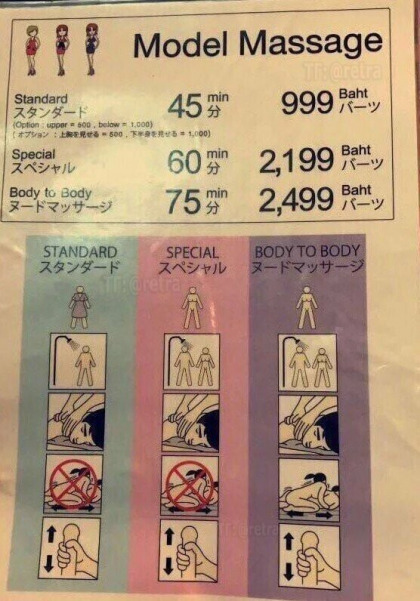 Model Massage
Standard 45 min 999 Baht
スタンダード 分 バーツ
(Option : upper = 500 , below = 1,000)
( オプション : 上胸を見せる = 500 , 下半身を見せる = 1,000)
Special 60 min 2,199 Baht
スペシャル 分 バーツ
Body to Body 75 min 2,499 Baht
ヌードマッサージ 分 バーツ
STANDARD SPECIAL BODY TO BODY
スタンダード スペシャル ヌードマッサージ